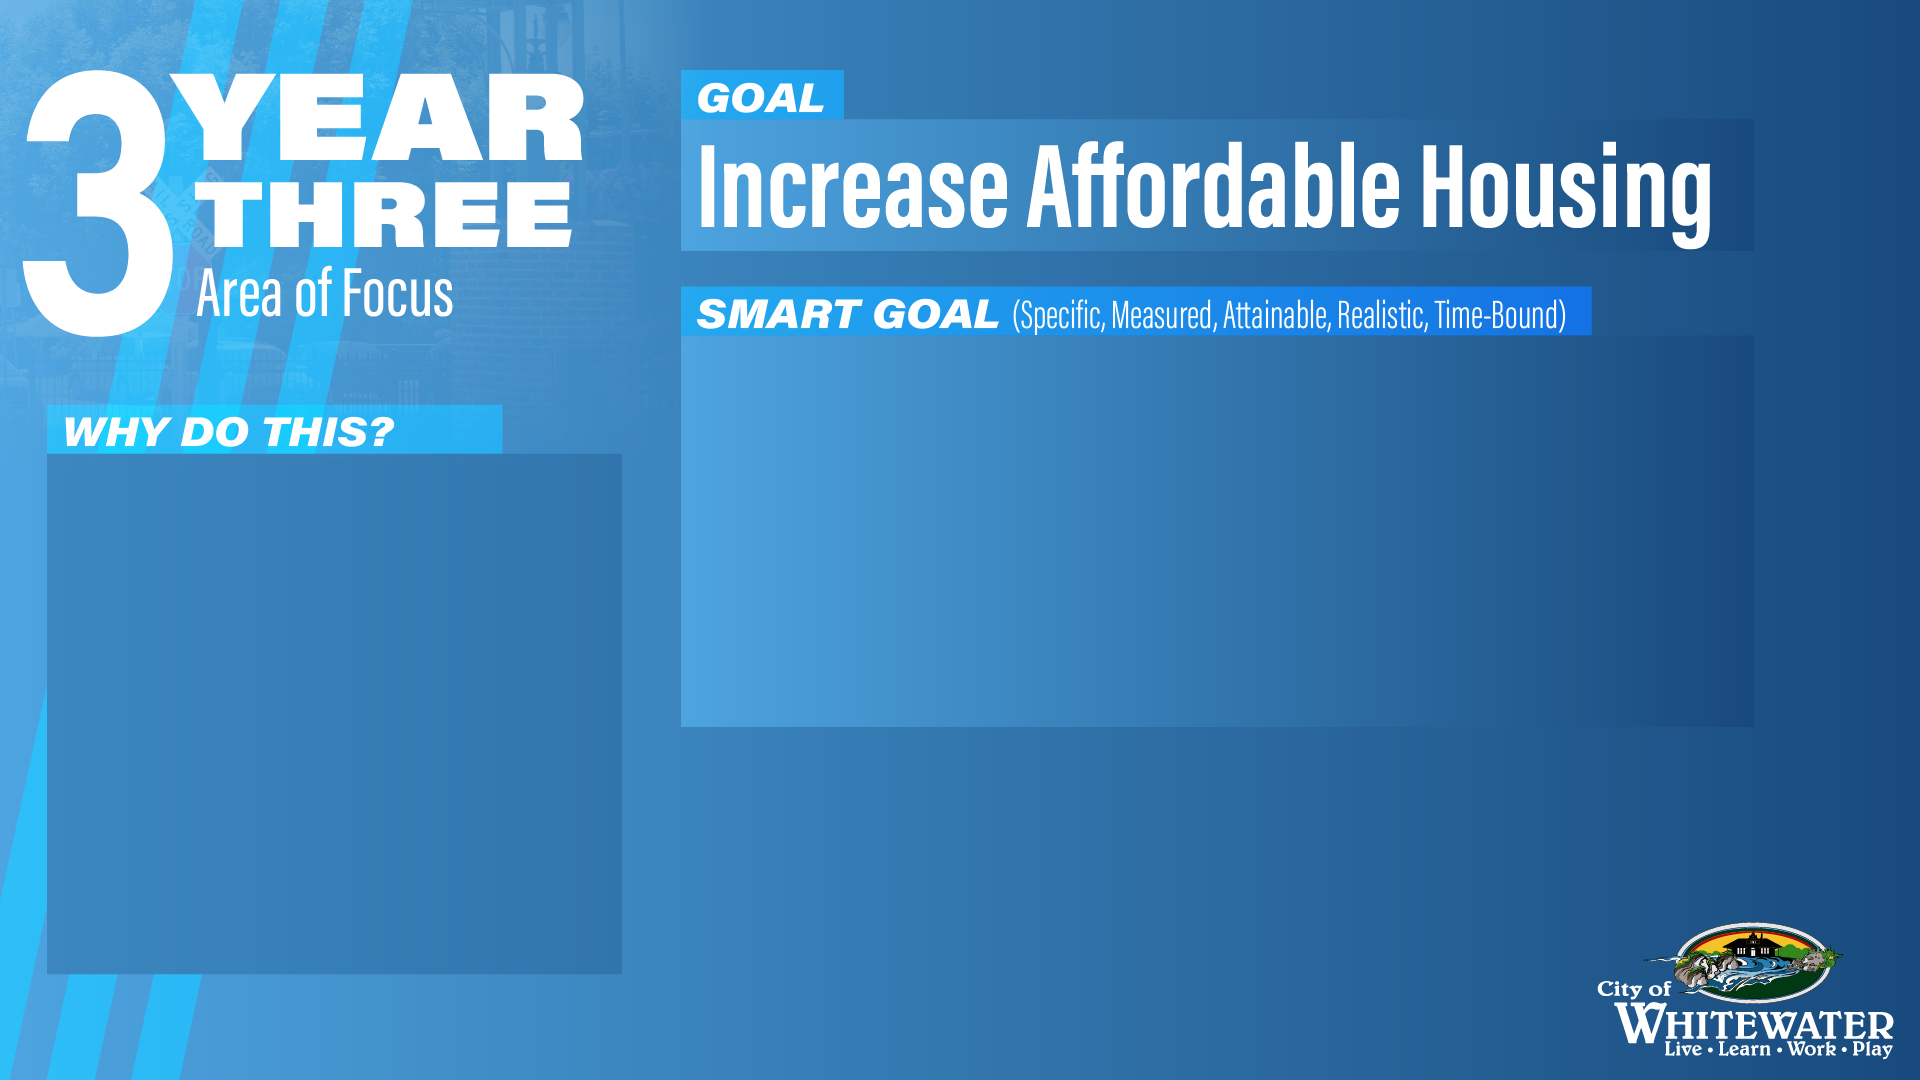 3 YEAR
THREE
Area of Focus
WHY DO THIS?
GOAL
Increase Affordable Housing
SMART GOAL (Specific, Measured, Attainable, Realistic, Time-Bound)
City of
WHITEWATER
Live • Learn • Work • Play